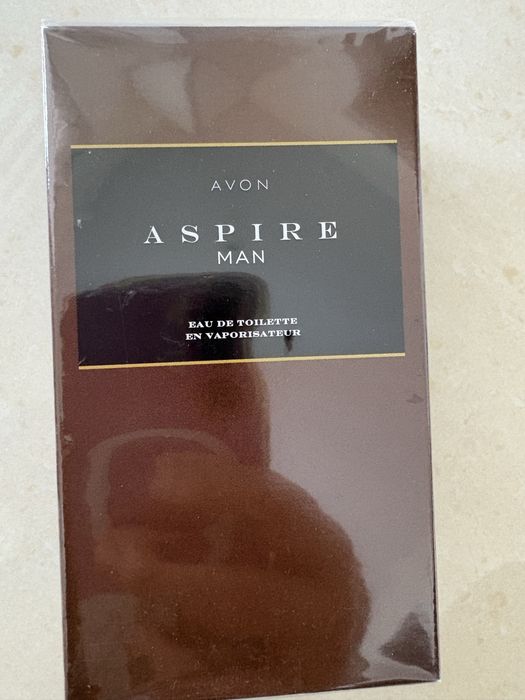 AVON
ASPIRE
MAN
EAU DE TOILETTE
EN VAPORISATEUR